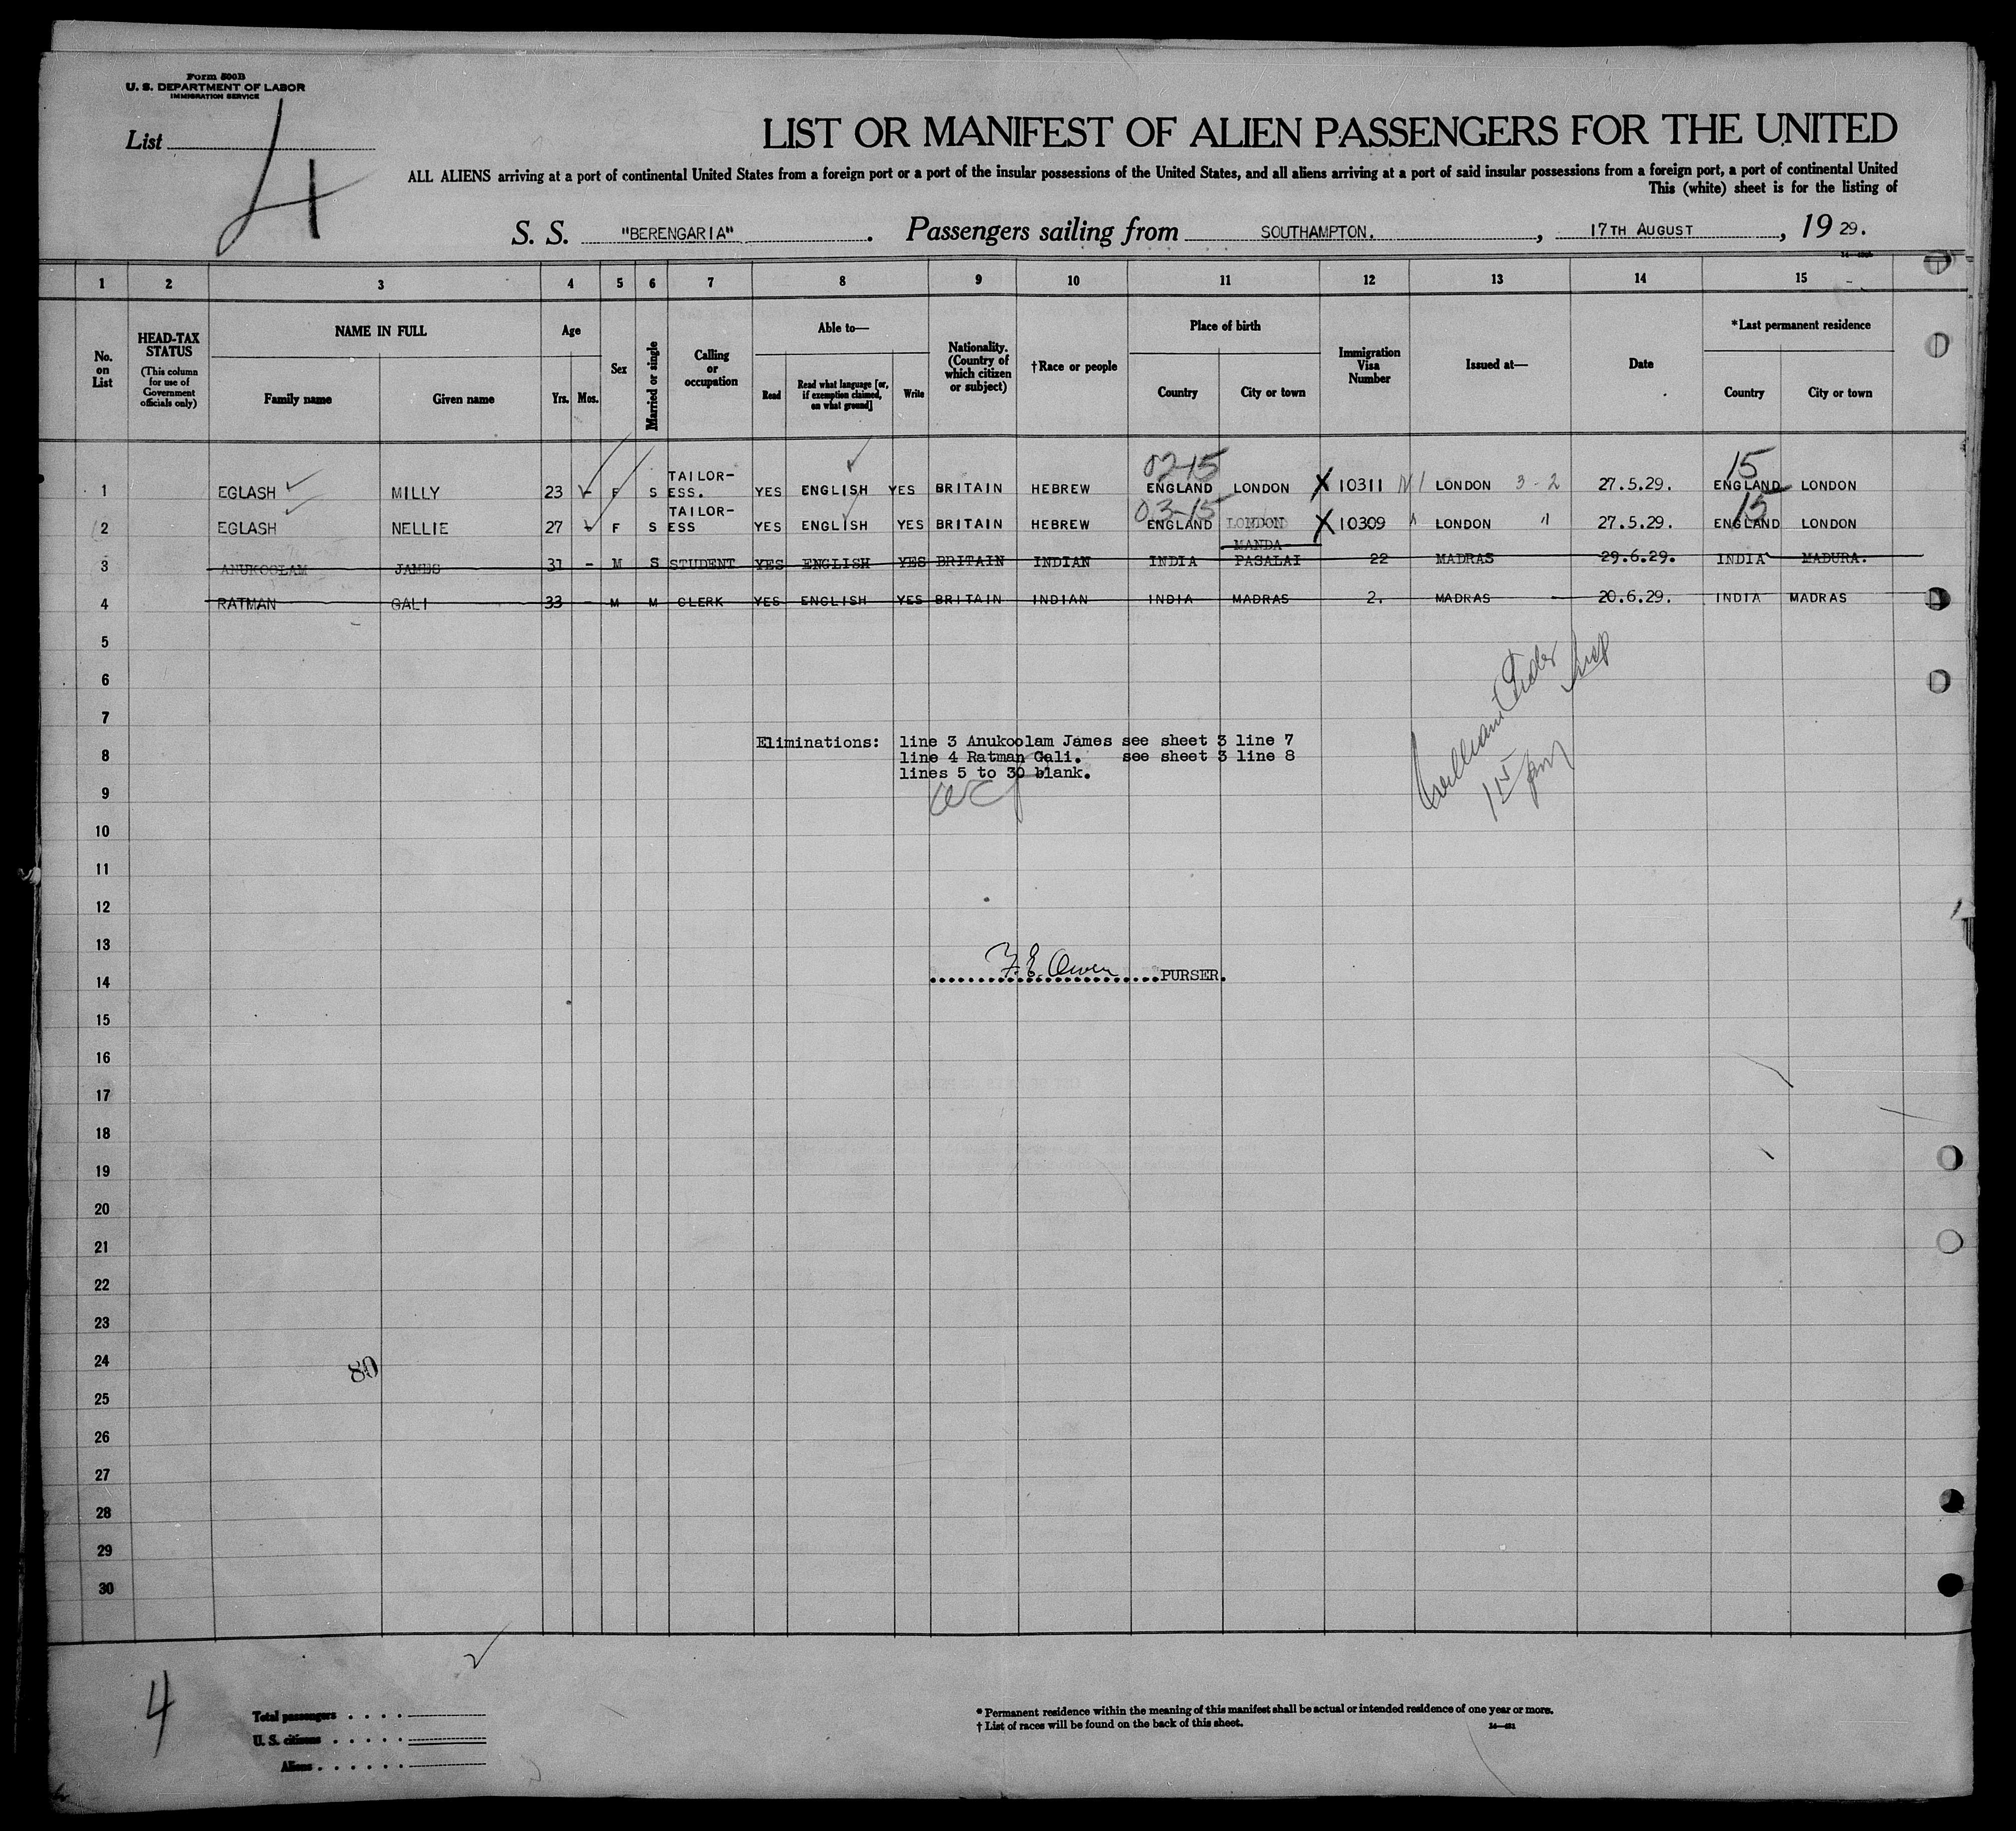 Form 500B
U. S. DEPARTMENT OF LABOR
IMMIGRATION SERVICE
List 4
LIST OR MANIFEST OF ALIEN PASSENGERS FOR THE UNITED
ALL ALIENS arriving at a port of continental United States from a foreign port or a port of the insular possessions of the United States, and all aliens arriving at a port of said insular possessions from a foreign port, a port of continental United
This (white) sheet is for the listing of
S. S. "BERENGARIA". Passengers sailing from SOUTHAMPTON., 17TH AUGUST, 19 29.
1 2 3 4 5 6 7 8 9 10 11 12 13 14 15
No. on List
HEAD-TAX STATUS (This column for use of Government officials only)
NAME IN FULL
Family name Given name
Age
Yrs. Mos.
Sex
Married or single
Calling or occupation
Able to—
Read Read what language [or, if exemption claimed, on what ground] Write
Nationality. (Country of which citizen or subject)
†Race or people
Place of birth
Country City or town
Immigration Visa Number
Issued at—
Date
*Last permanent residence
Country City or town
02-15 15
1 EGLASH MILLY 23 - F S TAILOR-ESS. YES ENGLISH YES BRITAIN HEBREW ENGLAND LONDON X 10311 LONDON 3-2 27.5.29. ENGLAND LONDON
03-15 15
2 EGLASH NELLIE 27 - F S TAILOR-ESS YES ENGLISH YES BRITAIN HEBREW ENGLAND LONDON X 10309 LONDON " 27.5.29. ENGLAND LONDON
3 ANUKOOLAM JAMES 31 - M S STUDENT YES ENGLISH YES BRITAIN INDIAN INDIA MANDA-PASALAI 22 MADRAS 29.6.29. INDIA MADURA.
4 RATMAN GALI 33 - M M CLERK YES ENGLISH YES BRITAIN INDIAN INDIA MADRAS 2. MADRAS 20.6.29. INDIA MADRAS
5
6
7
8
9
10
11
12
13
14
15
16
17
18
19
20
21
22
23
24
25
26
27
28
29
30
Eliminations: line 3 Anukoolam James see sheet 3 line 7
line 4 Ratman Gali. see sheet 3 line 8
lines 5 to 30 blank.
William
F. E. Owen PURSER.
80
4
Total passengers
U. S. citizens
Aliens
* Permanent residence within the meaning of this manifest shall be actual or intended residence of one year or more.
† List of races will be found on the back of this sheet.